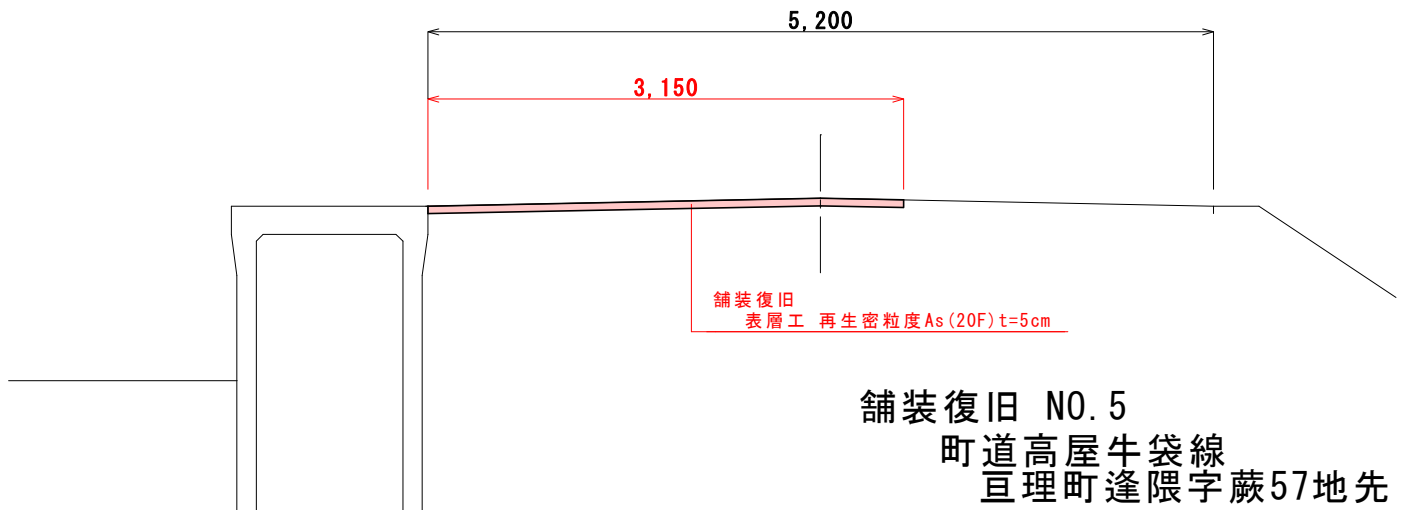 5,200
3,150
舗装復旧
表層工 再生密粒度As(20F)t=5cm
舗装復旧 NO.5
町道高屋牛袋線
亘理町逢隈字蕨57地先